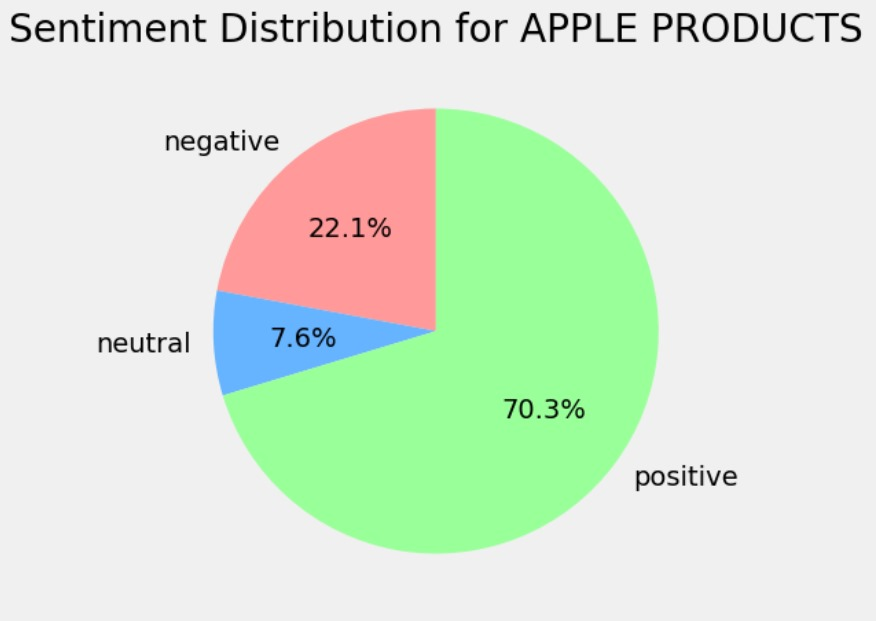 Sentiment Distribution for APPLE PRODUCTS
negative
22.1%
neutral
7.6%
70.3%
positive